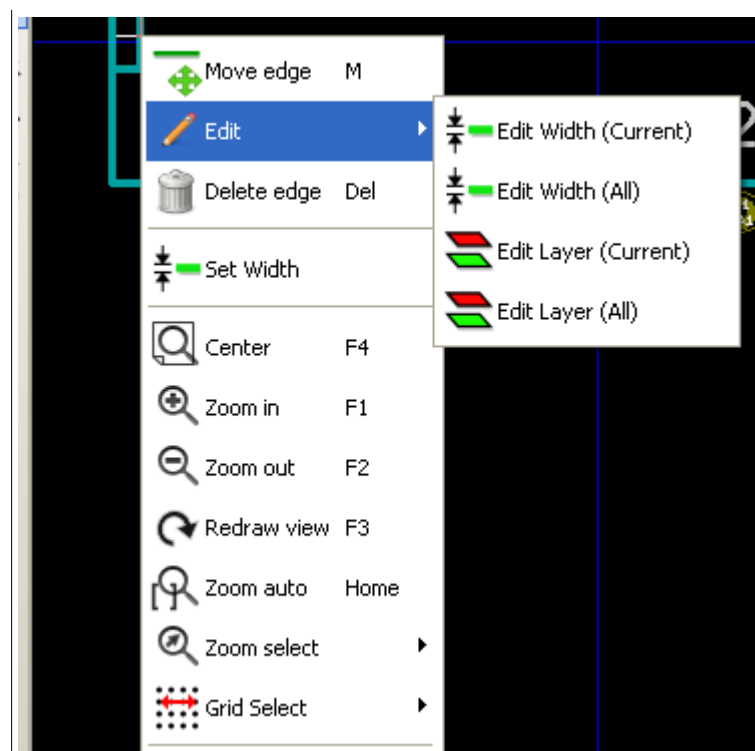 Move edge M
Edit
Delete edge Del
Set Width
Center F4
Zoom in F1
Zoom out F2
Redraw view F3
Zoom auto Home
Zoom select
Grid Select
Edit Width (Current)
Edit Width (All)
Edit Layer (Current)
Edit Layer (All)
2